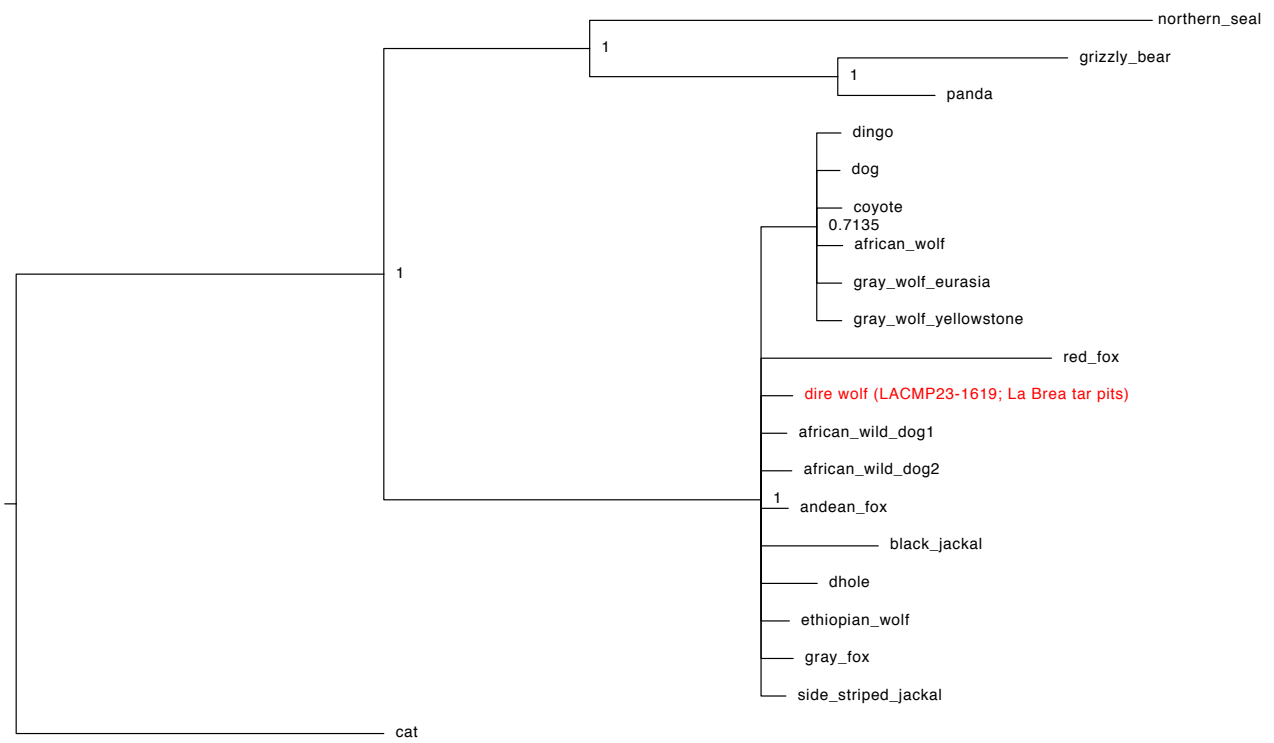 northern_seal
1
grizzly_bear
1
panda
dingo
dog
coyote
0.7135
african_wolf
1
gray_wolf_eurasia
gray_wolf_yellowstone
red_fox
dire wolf (LACMP23-1619; La Brea tar pits)
african_wild_dog1
african_wild_dog2
1
andean_fox
black_jackal
dhole
ethiopian_wolf
gray_fox
side_striped_jackal
cat